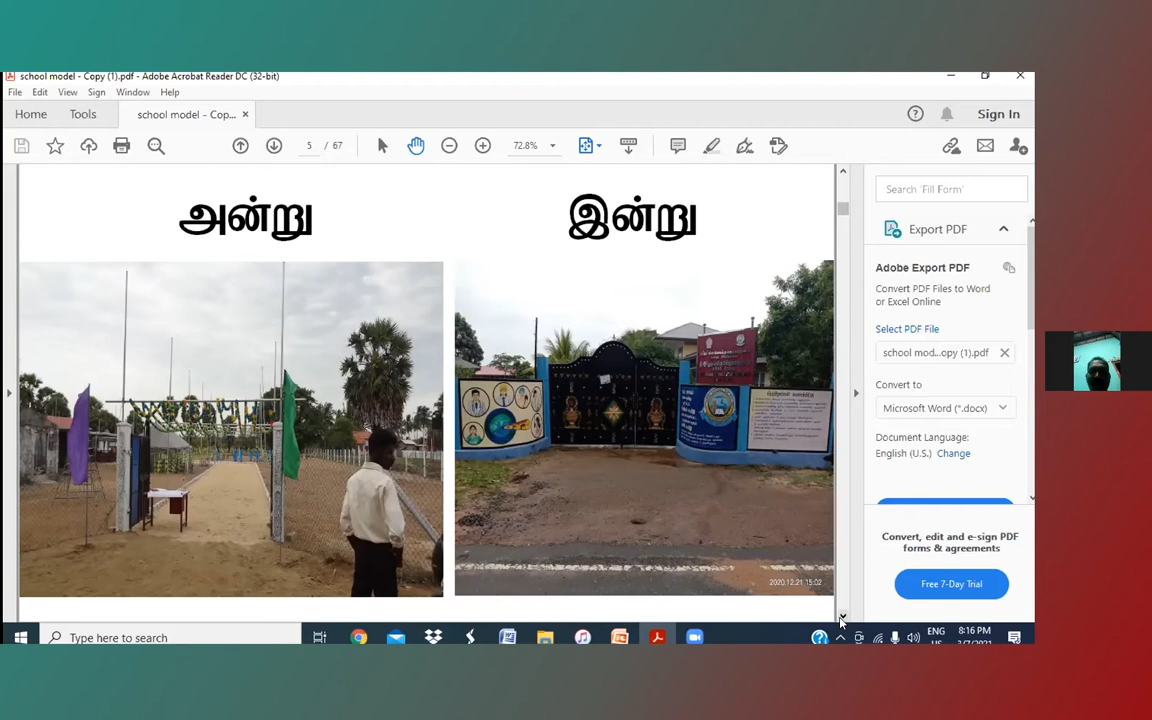 school model - Copy (1).pdf - Adobe Acrobat Reader DC (32-bit)
File Edit View Sign Window Help
Home Tools school model - Cop... ×
Sign In
5 / 67
72.8%
அன்று இன்று
2020.12.21 15:02
Search 'Fill Form'
Export PDF
Adobe Export PDF
Convert PDF Files to Word
or Excel Online
Select PDF File
school mod...opy (1).pdf
Convert to
Microsoft Word (*.docx)
Document Language:
English (U.S.) Change
Convert, edit and e-sign PDF
forms & agreements
Free 7-Day Trial
Type here to search
ENG
8:16 PM